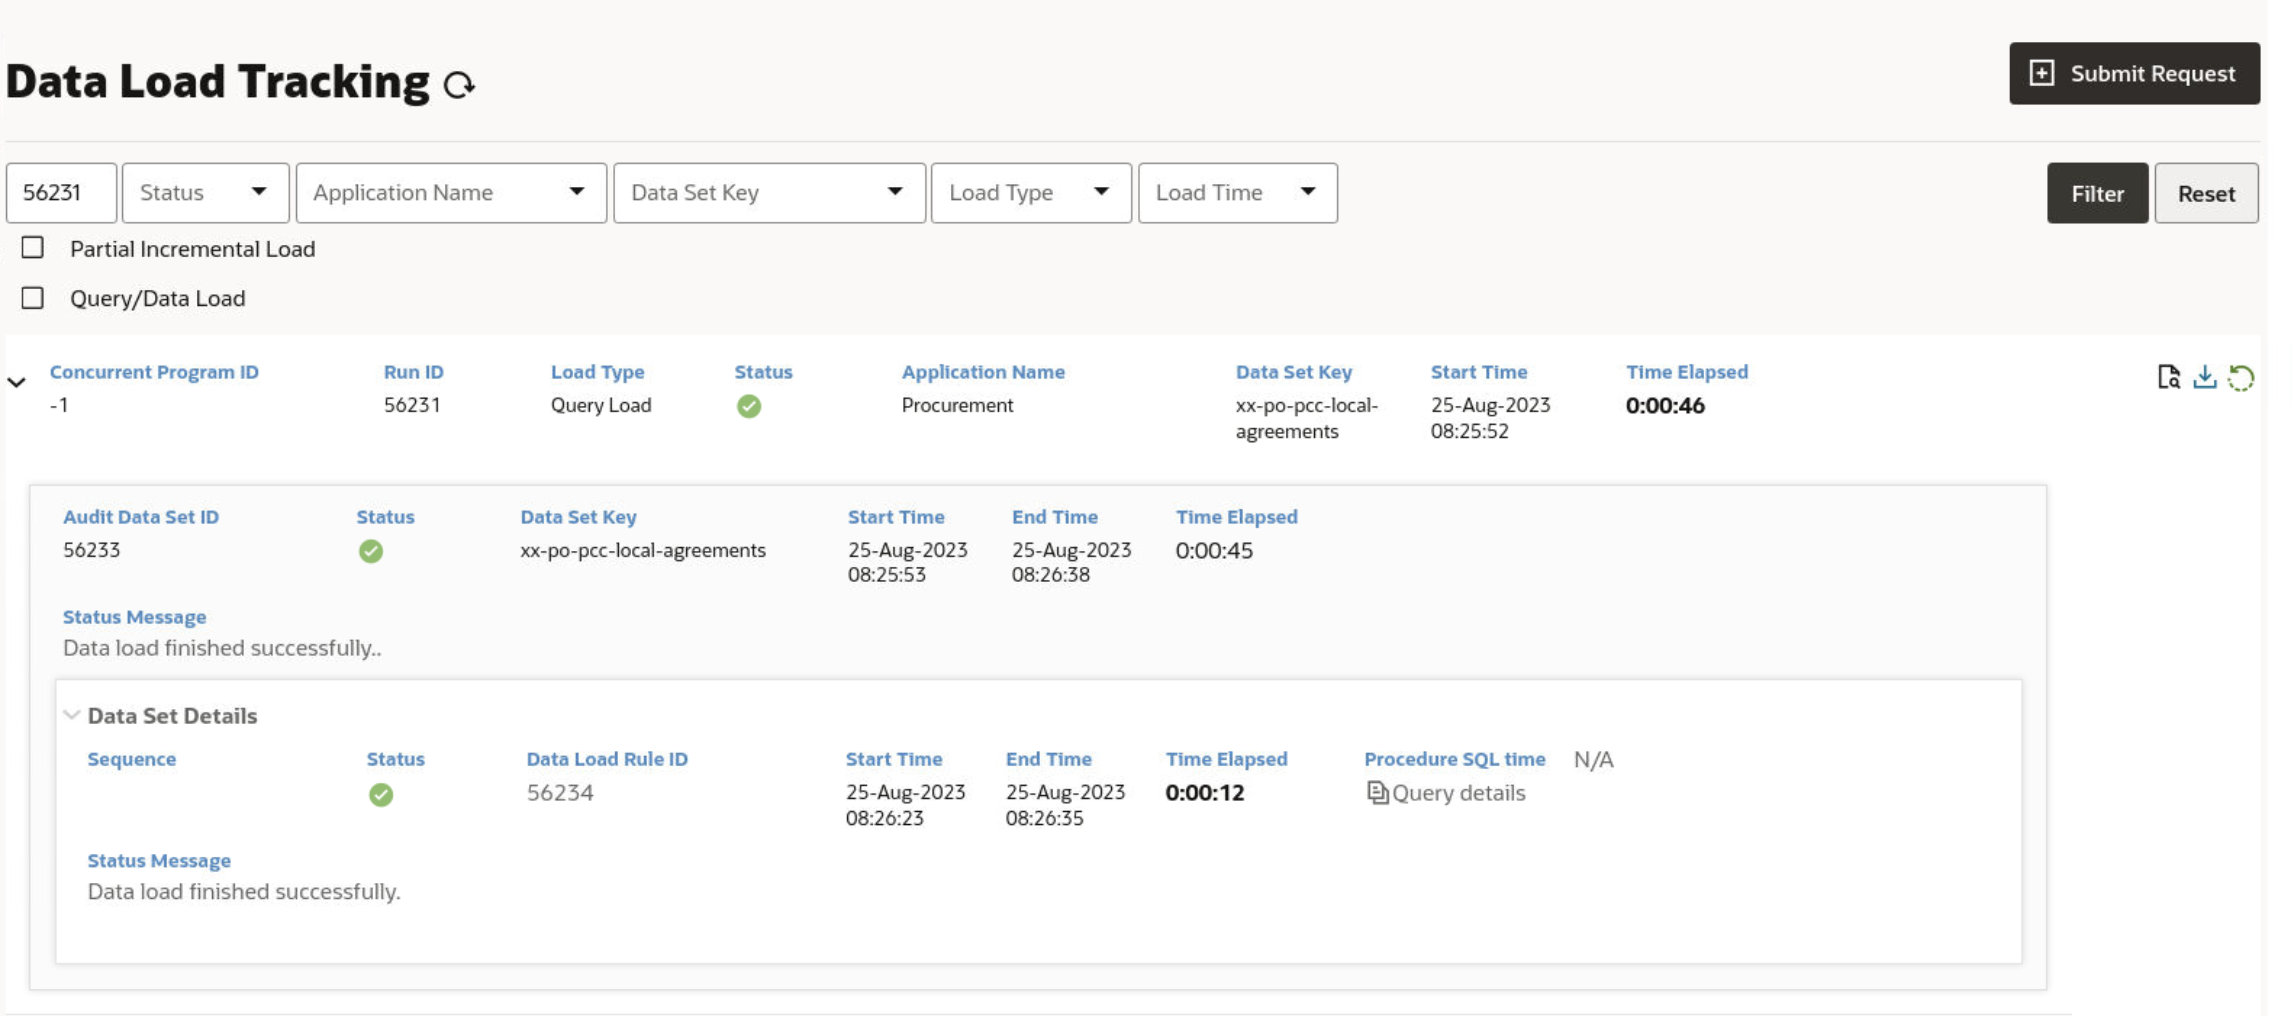 Data Load Tracking
Submit Request
56231 Status Application Name Data Set Key Load Type Load Time Filter Reset
Partial Incremental Load
Query/Data Load
Concurrent Program ID Run ID Load Type Status Application Name Data Set Key Start Time Time Elapsed
-1 56231 Query Load Procurement xx-po-pcc-local- 25-Aug-2023 0:00:46
agreements 08:25:52
Audit Data Set ID Status Data Set Key Start Time End Time Time Elapsed
56233 xx-po-pcc-local-agreements 25-Aug-2023 25-Aug-2023 0:00:45
08:25:53 08:26:38
Status Message
Data load finished successfully..
Data Set Details
Sequence Status Data Load Rule ID Start Time End Time Time Elapsed Procedure SQL time N/A
56234 25-Aug-2023 25-Aug-2023 0:00:12 Query details
08:26:23 08:26:35
Status Message
Data load finished successfully.